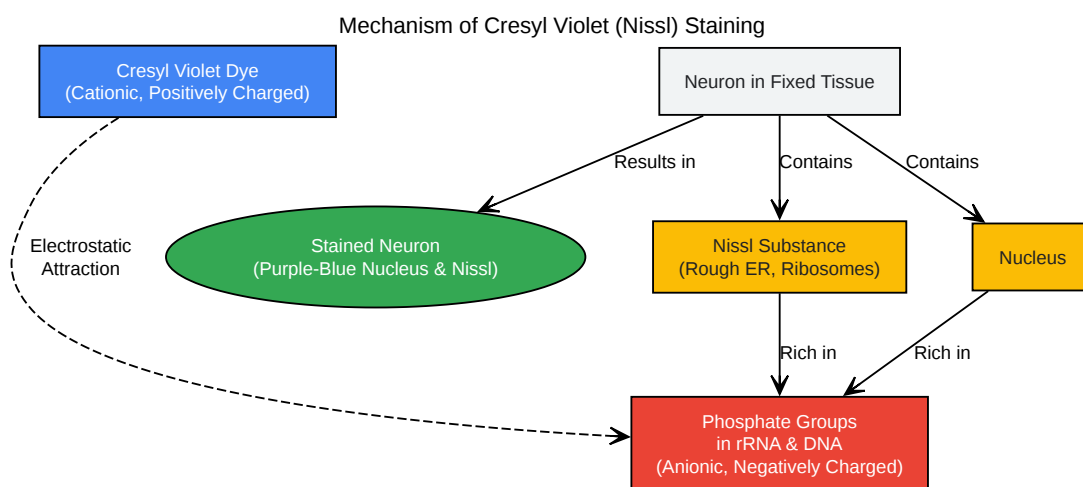 Mechanism of Cresyl Violet (Nissl) Staining
Cresyl Violet Dye
(Cationic, Positively Charged)
Neuron in Fixed Tissue
Results in
Contains
Contains
Electrostatic
Attraction
Stained Neuron
(Purple-Blue Nucleus & Nissl)
Nissl Substance
(Rough ER, Ribosomes)
Nucleus
Rich in
Rich in
Phosphate Groups
in rRNA & DNA
(Anionic, Negatively Charged)